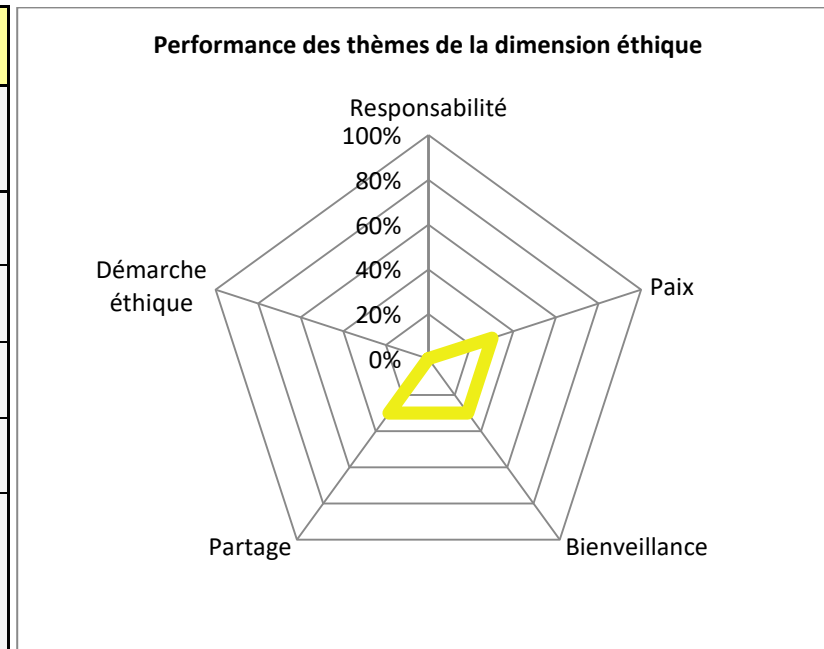 Performance des thèmes de la dimension éthique
Responsabilité
100%
80%
60%
40%
20%
0%
Paix
Bienveillance
Partage
Démarche
éthique